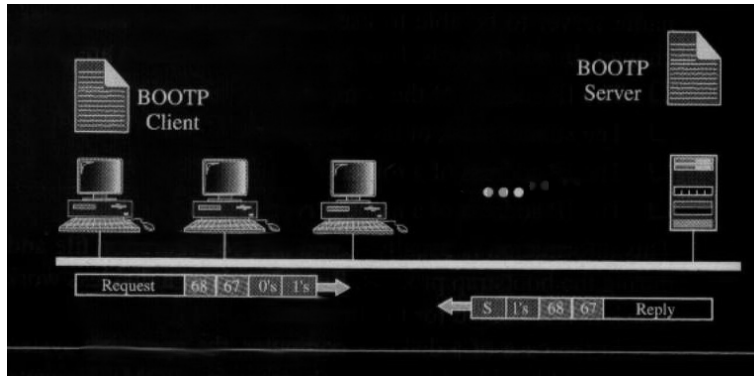 BOOTP
Client
BOOTP
Server
Request 68 67 0's 1's
S 1's 68 67 Reply